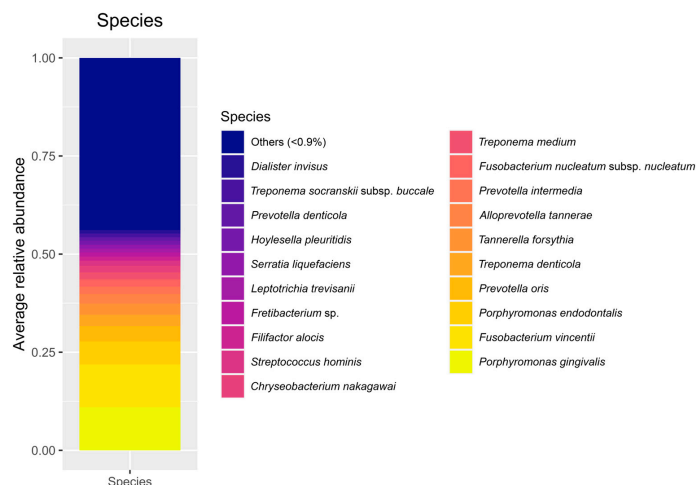 Species
1.00
0.75
0.50
0.25
0.00
Average relative abundance
Species
Species
Others (<0.9%)
Dialister invisus
Treponema socranskii subsp. buccale
Prevotella denticola
Hoylesella pleuritidis
Serratia liquefaciens
Leptotrichia trevisanii
Fretibacterium sp.
Filifactor alocis
Streptococcus hominis
Chryseobacterium nakagawai
Treponema medium
Fusobacterium nucleatum subsp. nucleatum
Prevotella intermedia
Alloprevotella tannerae
Tannerella forsythia
Treponema denticola
Prevotella oris
Porphyromonas endodontalis
Fusobacterium vincentii
Porphyromonas gingivalis